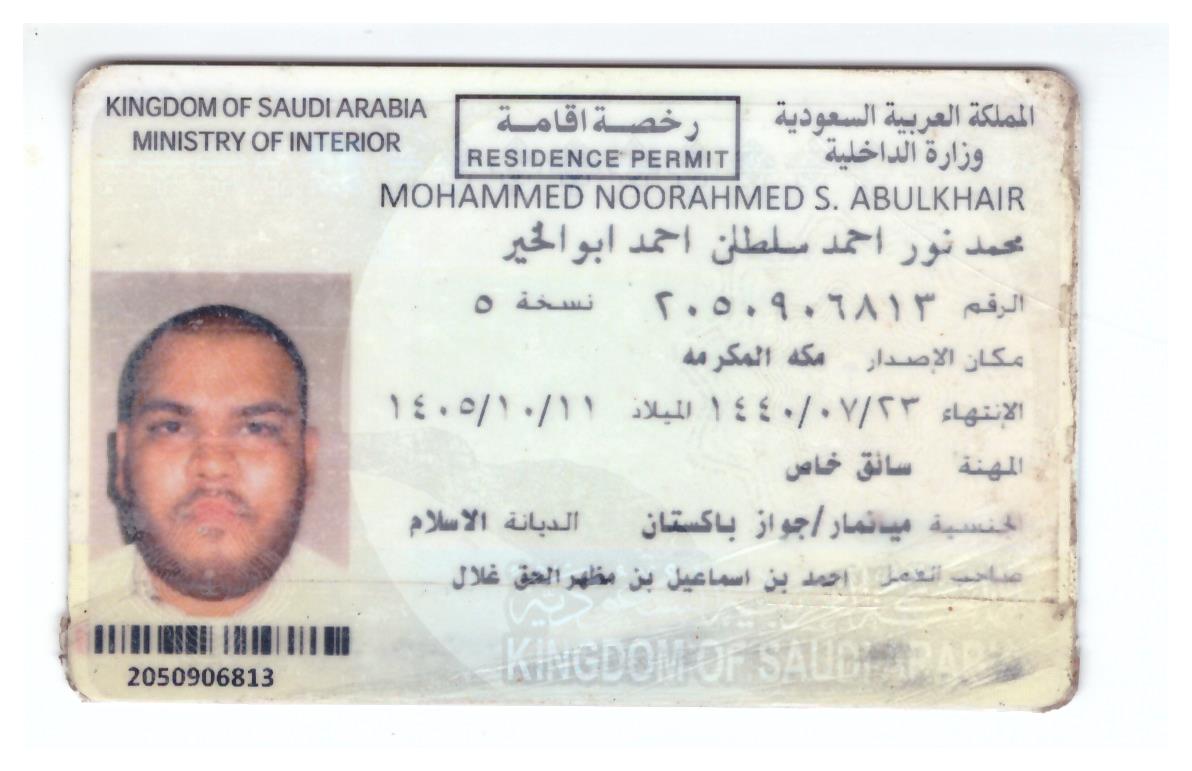 KINGDOM OF SAUDI ARABIA
MINISTRY OF INTERIOR
رخصة اقامة
RESIDENCE PERMIT
المملكة العربية السعودية
وزارة الداخلية
MOHAMMED NOORAHMED S. ABULKHAIR
محمد نور احمد سلطان احمد ابوالخير
الرقم ٢٠٥٠٩٠٦٨١٣ نسخة ٥
مكان الإصدار مكه المكرمه
الإنتهاء ١٤٤٠/٠٧/٢٣ الميلاد ١٤٠٥/١٠/١١
المهنة سائق خاص
الجنسية ميانمار/جواز باكستان الديانة الاسلام
صاحب العمل احمد بن اسماعيل بن مظهرالحق غلال
KINGDOM OF SAUDI ARABIA
2050906813